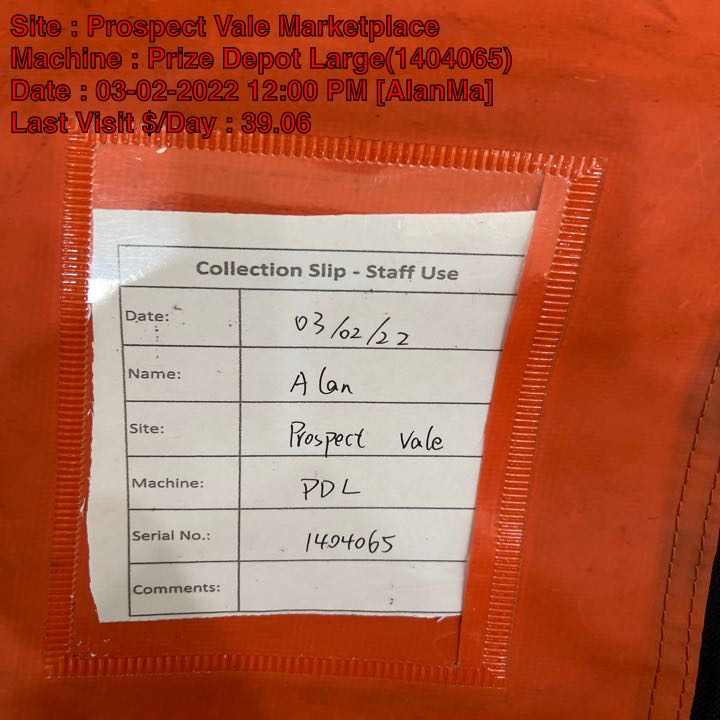 Site : Prospect Vale Marketplace
Machine : Prize Depot Large(1404065)
Date : 03-02-2022 12:00 PM [AlanMa]
Last Visit $/Day : 39.06
Collection Slip - Staff Use
Date: 03/02/22
Name: Alan
Site: Prospect vale
Machine: PDL
Serial No.: 1404065
Comments: